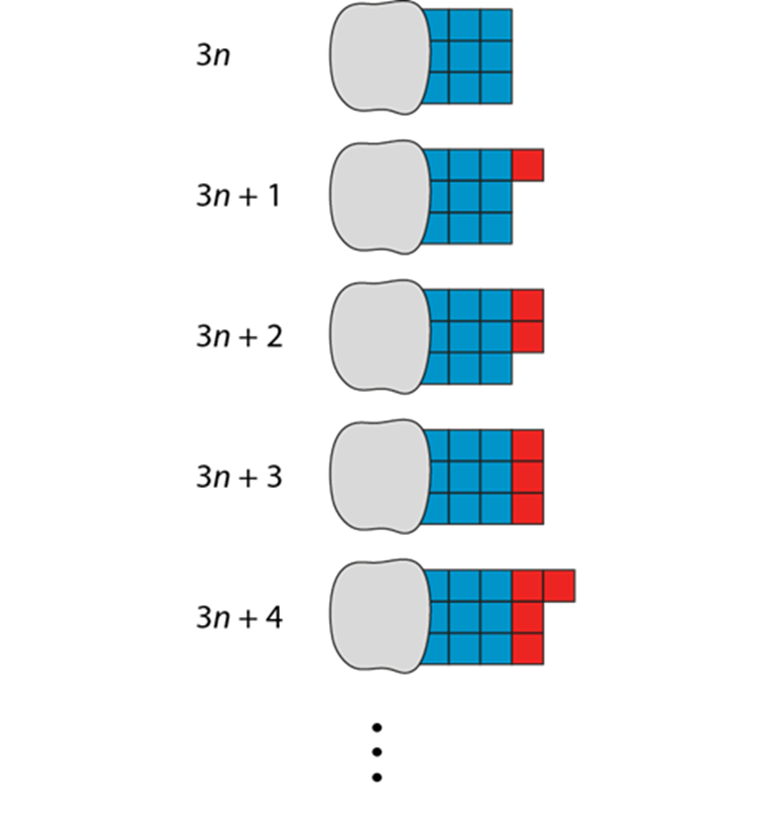 3n
3n + 1
3n + 2
3n + 3
3n + 4